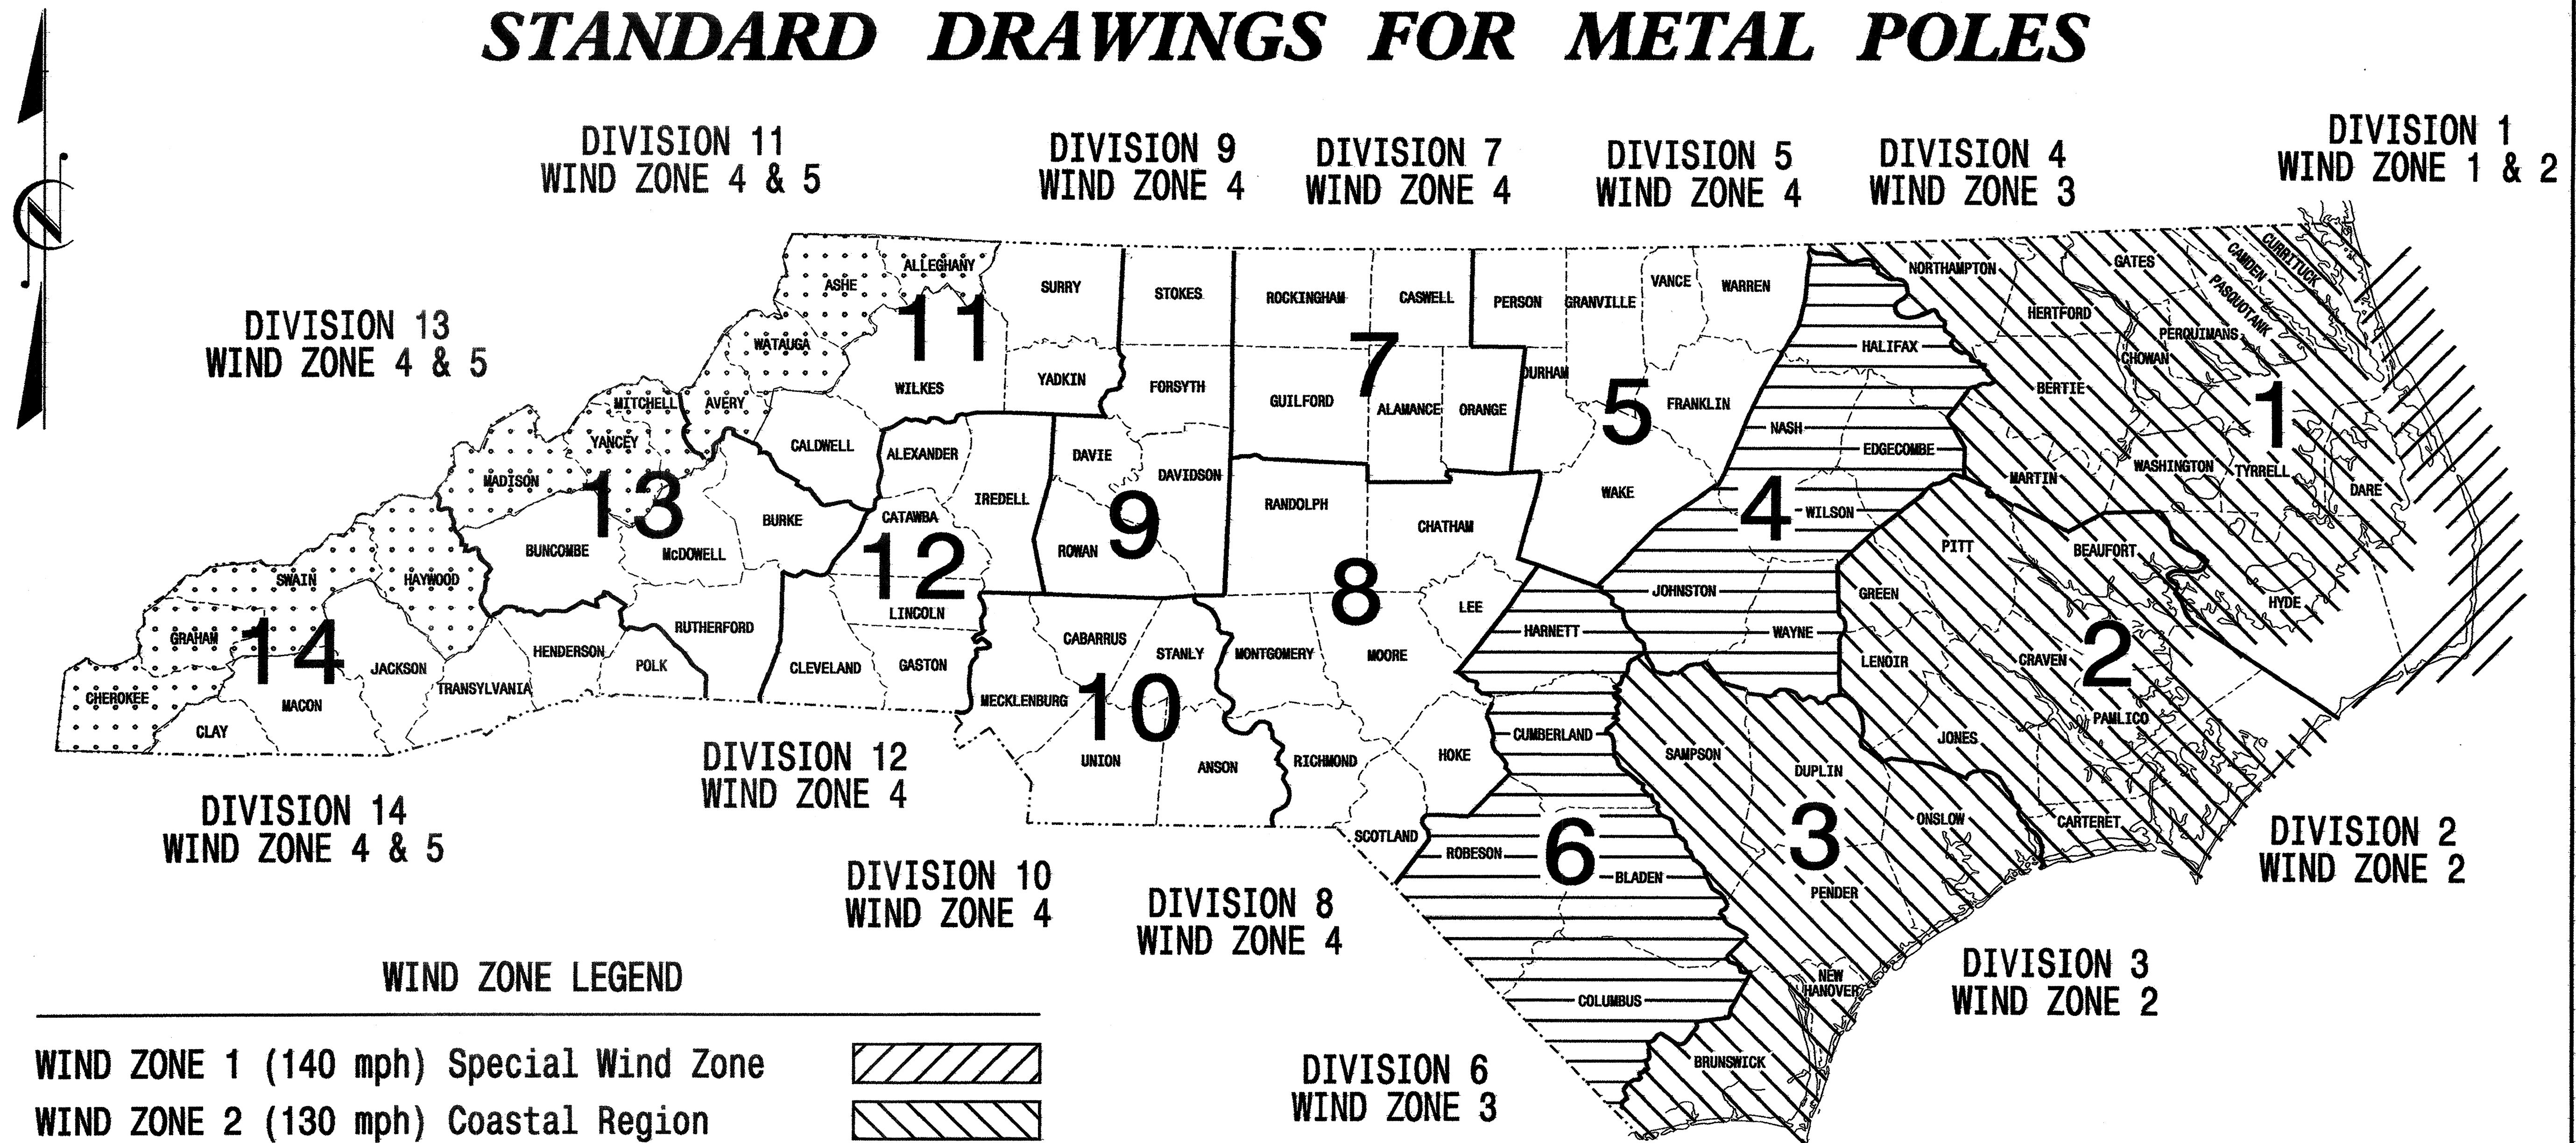 STANDARD DRAWINGS FOR METAL POLES
DIVISION 11
WIND ZONE 4 & 5
DIVISION 9
WIND ZONE 4
DIVISION 7
WIND ZONE 4
DIVISION 5
WIND ZONE 4
DIVISION 4
WIND ZONE 3
DIVISION 1
WIND ZONE 1 & 2
DIVISION 13
WIND ZONE 4 & 5
N
ASHE
ALLEGHANY
11
WATAUGA
WILKES
SURRY
YADKIN
MITCHELL
AVERY
CALDWELL
YANCEY
MADISON
13
BUNCOMBE
McDOWELL
BURKE
RUTHERFORD
SWAIN
HAYWOOD
GRAHAM
14
CHEROKEE
CLAY
MACON
JACKSON
TRANSYLVANIA
HENDERSON
POLK
ALEXANDER
IREDELL
CATAWBA
12
LINCOLN
CLEVELAND
GASTON
STOKES
FORSYTH
DAVIE
DAVIDSON
9
ROWAN
CABARRUS
STANLY
MECKLENBURG
10
UNION
ANSON
ROCKINGHAM
CASWELL
7
GUILFORD
ALAMANCE
ORANGE
RANDOLPH
CHATHAM
8
LEE
MONTGOMERY
MOORE
RICHMOND
HOKE
SCOTLAND
PERSON
GRANVILLE
VANCE
WARREN
DURHAM
5
FRANKLIN
WAKE
HALIFAX
NASH
EDGECOMBE
4
WILSON
JOHNSTON
WAYNE
HARNETT
CUMBERLAND
ROBESON
6
BLADEN
COLUMBUS
NORTHAMPTON
GATES
CAMDEN
CURRITUCK
PASQUOTANK
HERTFORD
PERQUIMANS
CHOWAN
BERTIE
1
MARTIN
WASHINGTON
TYRRELL
DARE
HYDE
PITT
BEAUFORT
GREEN
LENOIR
CRAVEN
2
PAMLICO
JONES
CARTERET
SAMPSON
DUPLIN
3
ONSLOW
PENDER
NEW
HANOVER
BRUNSWICK
DIVISION 14
WIND ZONE 4 & 5
DIVISION 12
WIND ZONE 4
DIVISION 10
WIND ZONE 4
DIVISION 8
WIND ZONE 4
DIVISION 6
WIND ZONE 3
DIVISION 3
WIND ZONE 2
DIVISION 2
WIND ZONE 2
WIND ZONE LEGEND
WIND ZONE 1 (140 mph) Special Wind Zone
WIND ZONE 2 (130 mph) Coastal Region